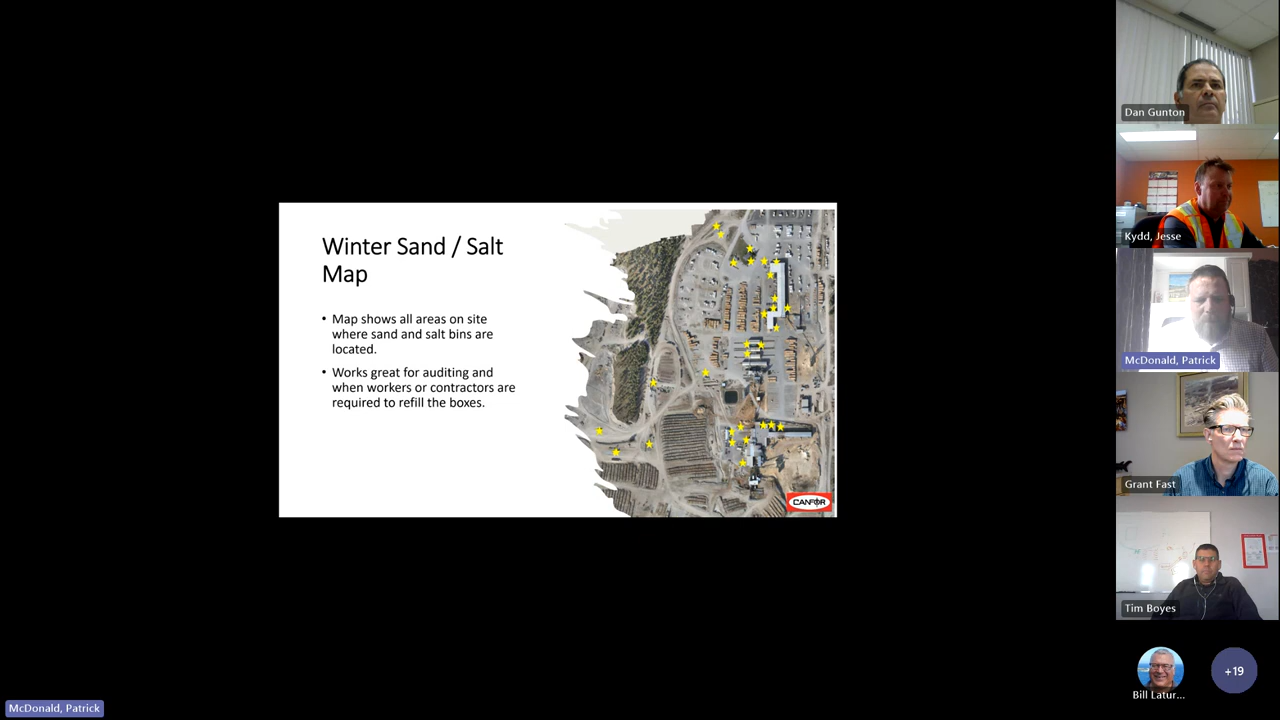 Winter Sand / Salt
Map
• Map shows all areas on site
where sand and salt bins are
located.
• Works great for auditing and
when workers or contractors are
required to refill the boxes.
CANFOR
Dan Gunton
Kydd, Jesse
McDonald, Patrick
Grant Fast
Tim Boyes
Bill Latur...
+19
McDonald, Patrick